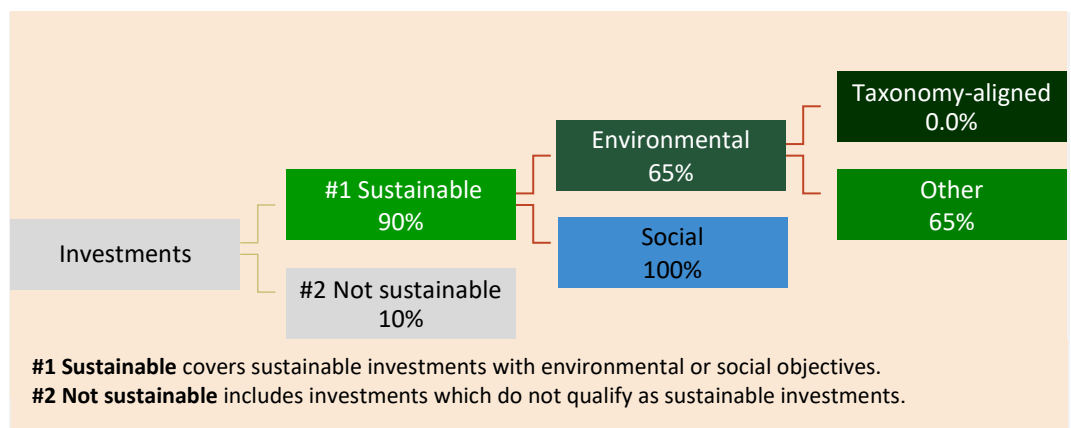 Investments
#1 Sustainable
90%
#2 Not sustainable
10%
Environmental
65%
Social
100%
Taxonomy-aligned
0.0%
Other
65%
#1 Sustainable covers sustainable investments with environmental or social objectives.
#2 Not sustainable includes investments which do not qualify as sustainable investments.